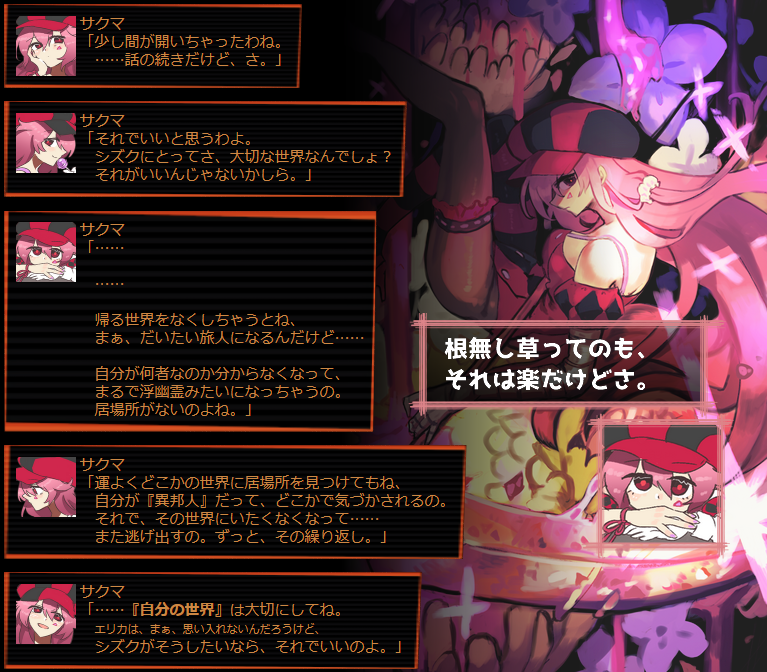 サクマ
「少し間が開いちゃったわね。
……話の続きだけど、さ。」
サクマ
「それでいいと思うわよ。
シズクにとってさ、大切な世界なんでしょ？
それがいいんじゃないかしら。」
サクマ
「……
……
帰る世界をなくしちゃうとね、
まぁ、だいたい旅人になるんだけど……
自分が何者なのか分からなくなって、
まるで浮幽霊みたいになっちゃうの。
居場所がないのよね。」
サクマ
「運よくどこかの世界に居場所を見つけてもね、
自分が『異邦人』だって、どこかで気づかされるの。
それで、その世界にいたくなくなって……
また逃げ出すの。ずっと、その繰り返し。」
サクマ
「……『自分の世界』は大切にしてね。
エリカは、まぁ、思い入れないんだろうけど、
シズクがそうしたいなら、それでいいのよ。」
根無し草ってのも、
それは楽だけどさ。